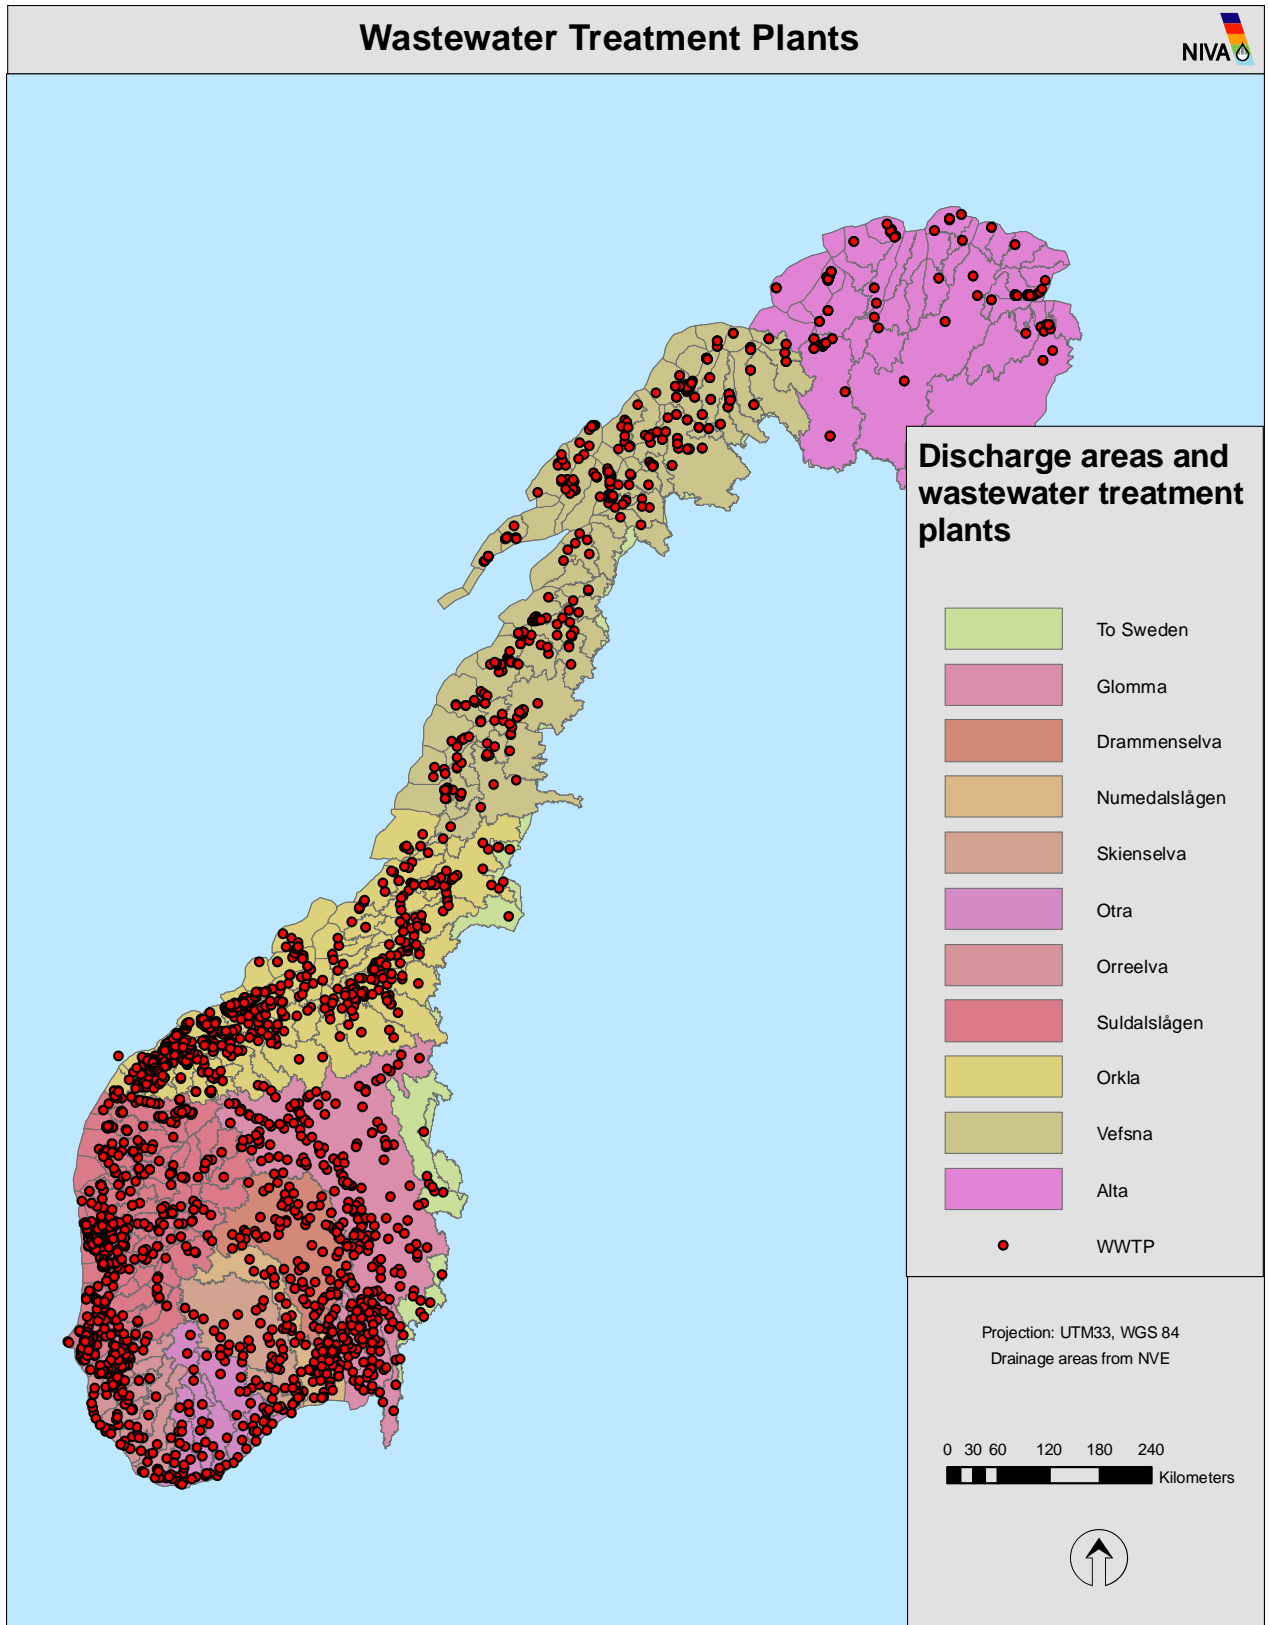 Wastewater Treatment Plants
NIVA
Discharge areas and
wastewater treatment
plants
To Sweden
Glomma
Drammenselva
Numedalslågen
Skienselva
Otra
Orreelva
Suldalslågen
Orkla
Vefsna
Alta
WWTP
Projection: UTM33, WGS 84
Drainage areas from NVE
0 30 60 120 180 240
Kilometers